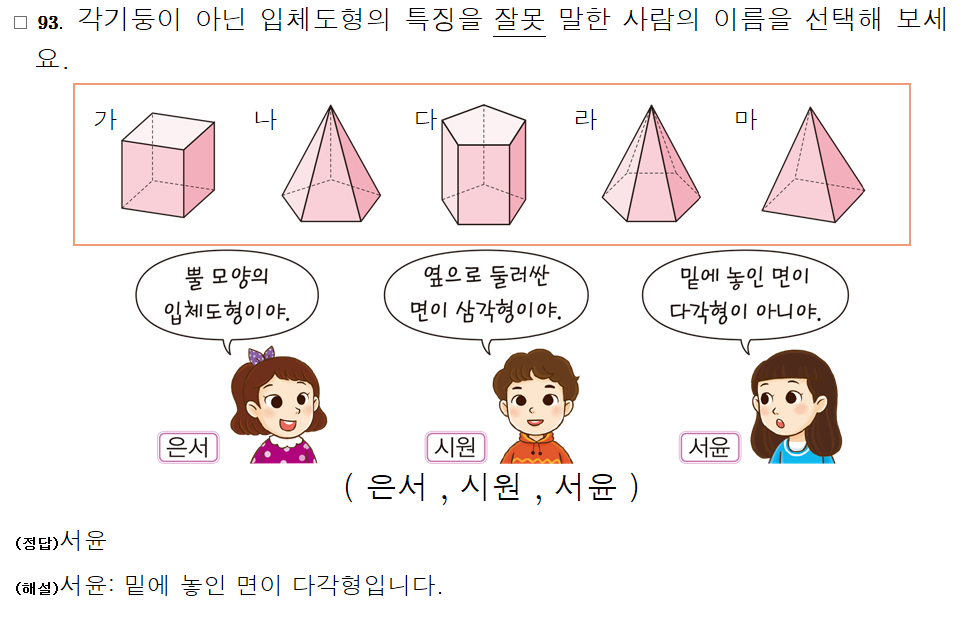 □ 93. 각기둥이 아닌 입체도형의 특징을 잘못 말한 사람의 이름을 선택해 보세
요.
가 나 다 라 마
뿔 모양의
입체도형이야.
옆으로 둘러싼
면이 삼각형이야.
밑에 놓인 면이
다각형이 아니야.
은서 시원 서윤
( 은서 , 시원 , 서윤 )
(정답)서윤
(해설)서윤: 밑에 놓인 면이 다각형입니다.